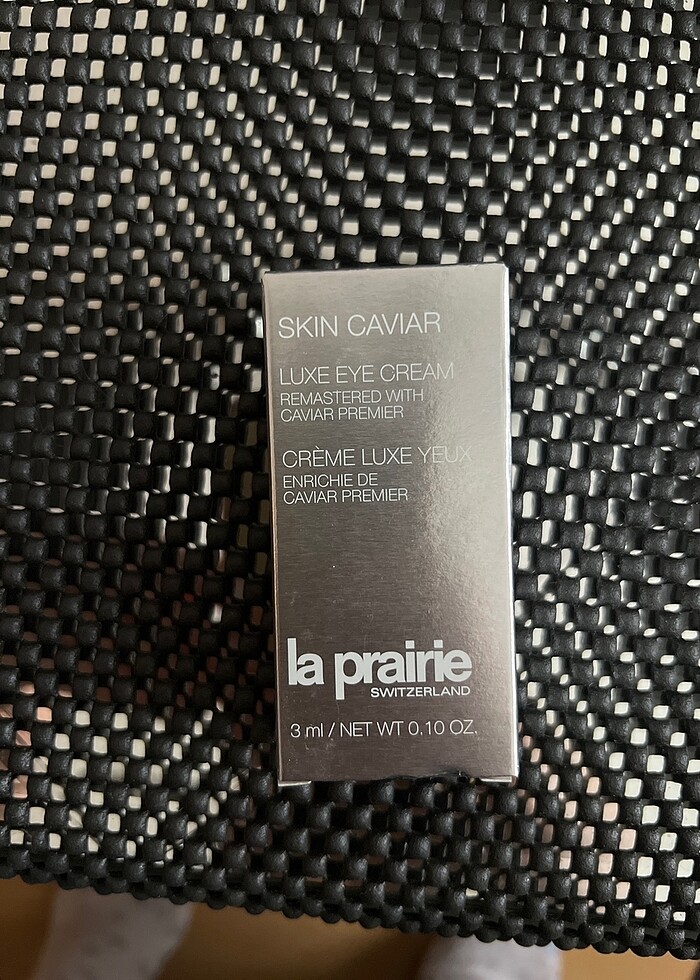 SKIN CAVIAR
LUXE EYE CREAM
REMASTERED WITH
CAVIAR PREMIER
CRÈME LUXE YEUX
ENRICHIE DE
CAVIAR PREMIER
la prairie
SWITZERLAND
3 ml / NET WT 0.10 OZ.